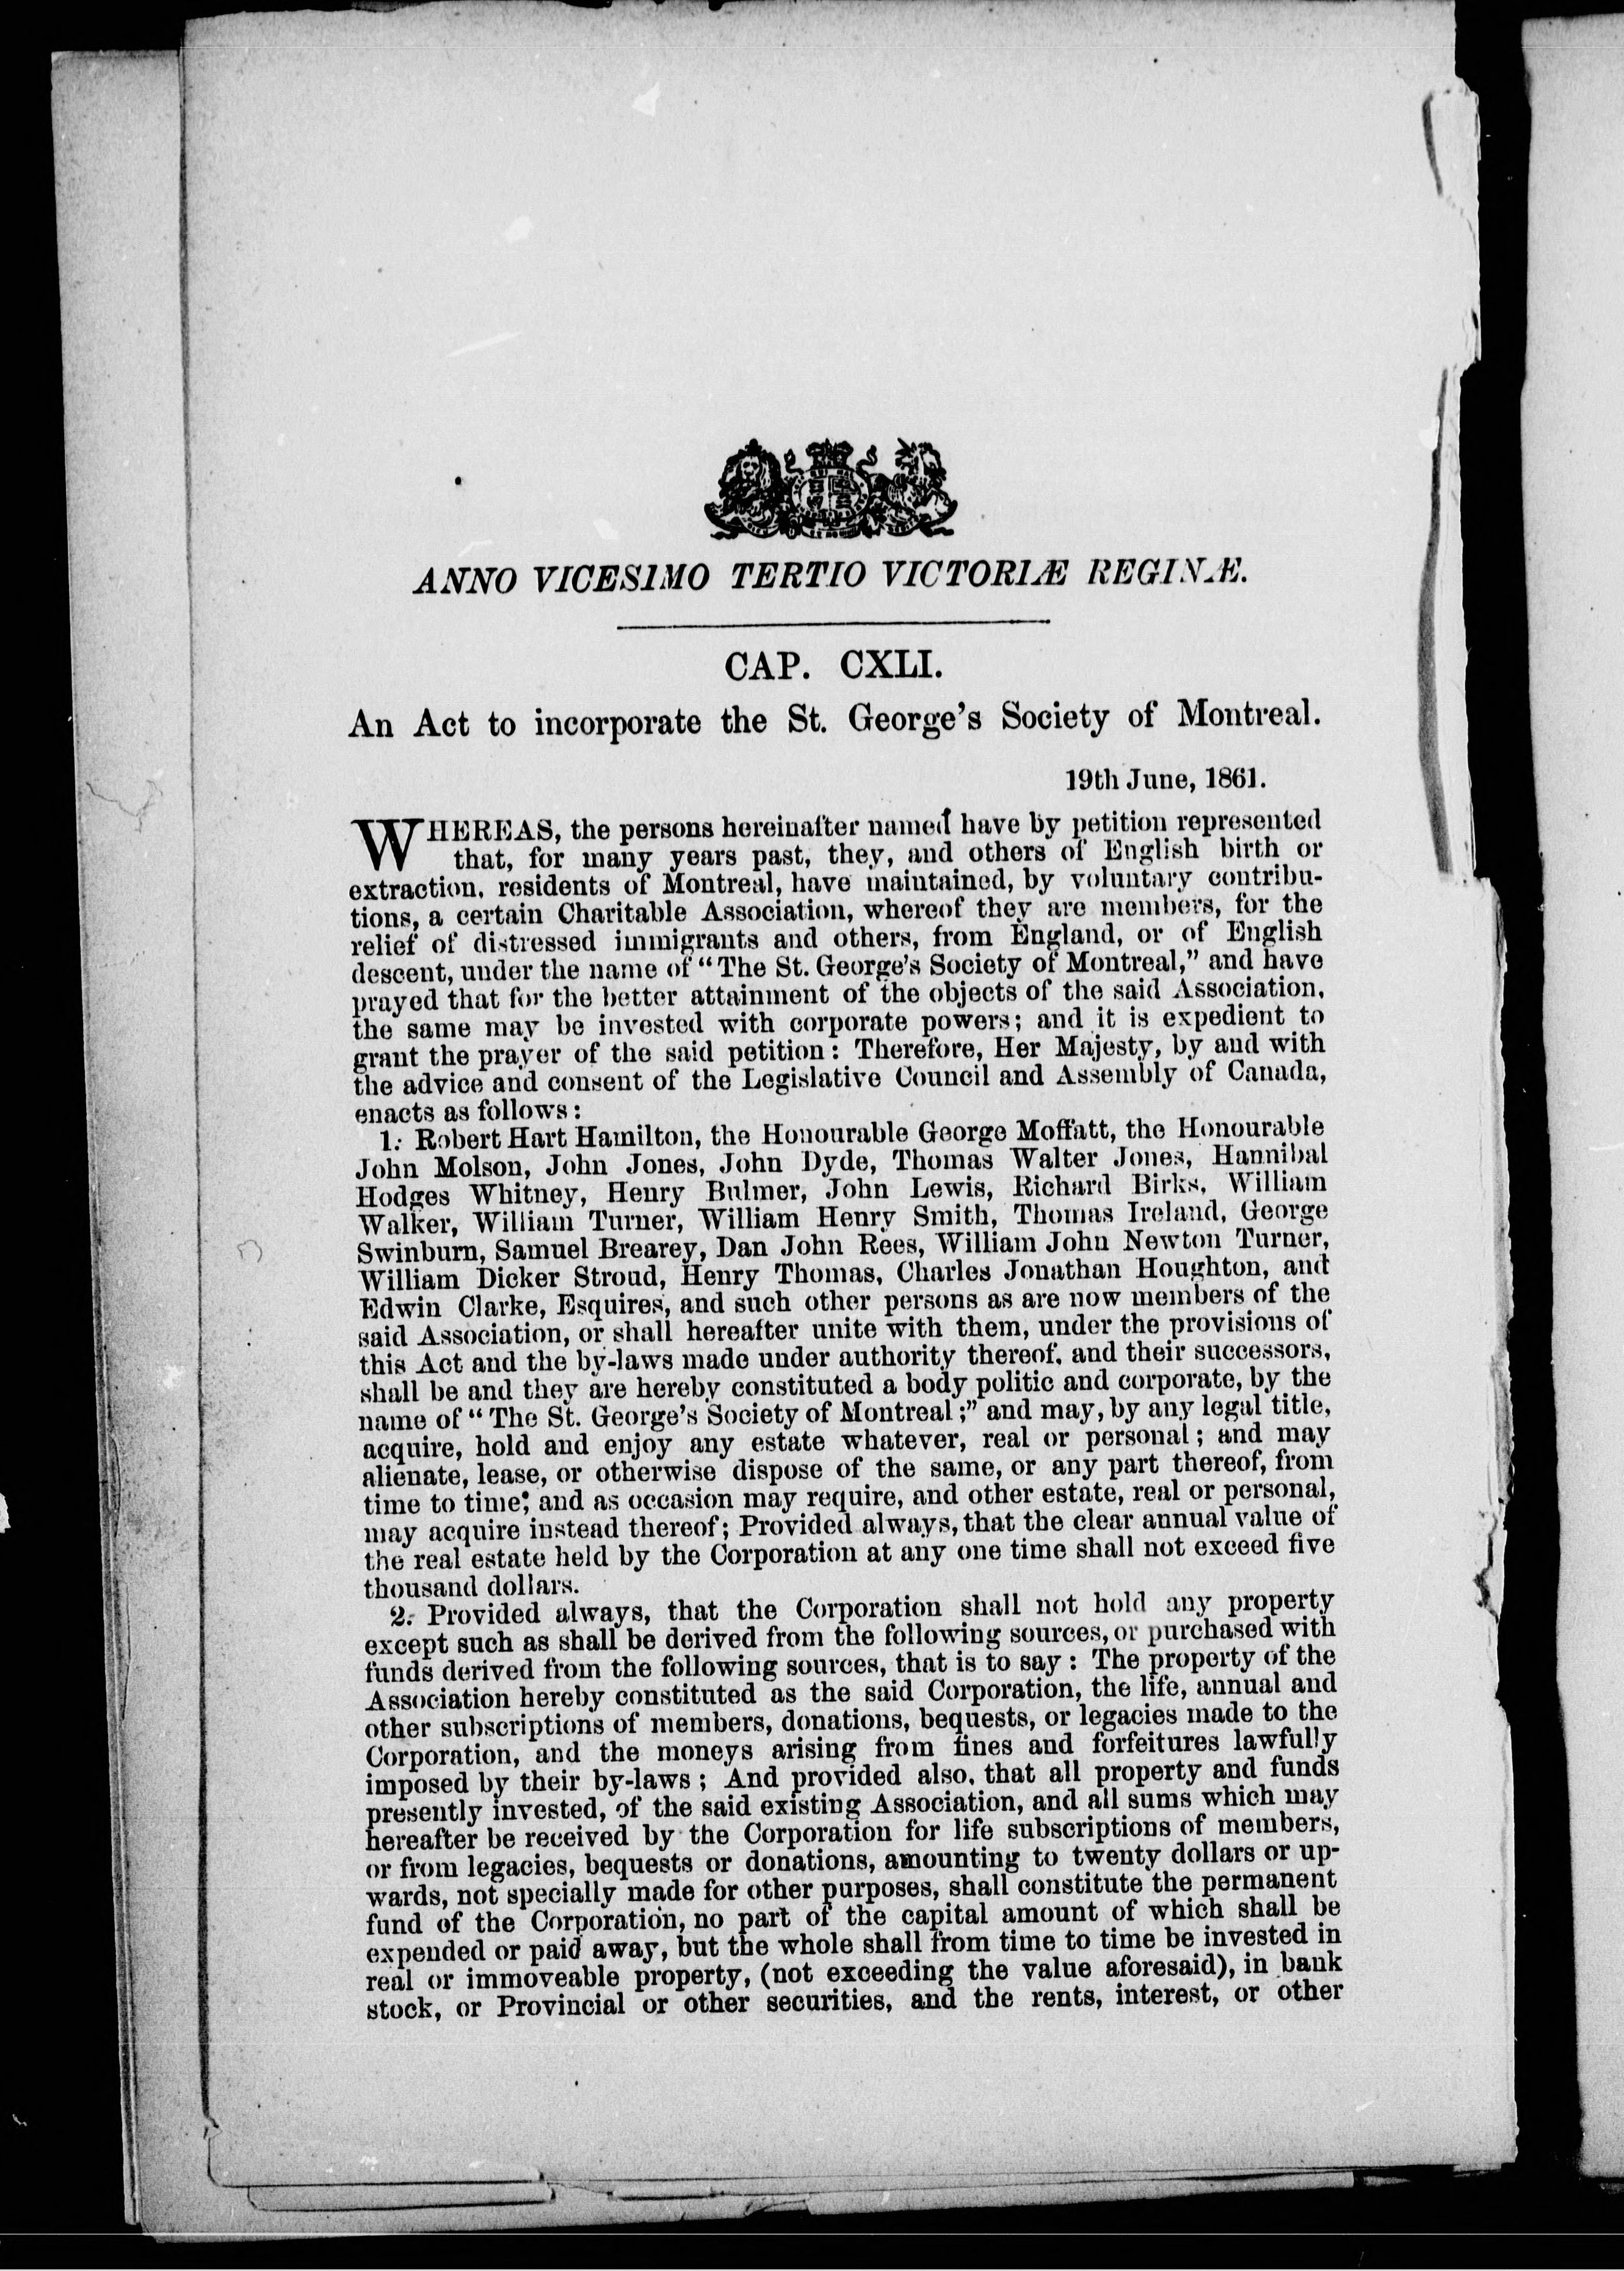 ANNO VICESIMO TERTIO VICTORIÆ REGINÆ.
CAP. CXLI.
An Act to incorporate the St. George's Society of Montreal.
19th June, 1861.
WHEREAS, the persons hereinafter named have by petition represented
that, for many years past, they, and others of English birth or
extraction, residents of Montreal, have maintained, by voluntary contribu-
tions, a certain Charitable Association, whereof they are members, for the
relief of distressed immigrants and others, from England, or of English
descent, under the name of "The St. George's Society of Montreal," and have
prayed that for the better attainment of the objects of the said Association,
the same may be invested with corporate powers; and it is expedient to
grant the prayer of the said petition: Therefore, Her Majesty, by and with
the advice and consent of the Legislative Council and Assembly of Canada,
enacts as follows:
1. Robert Hart Hamilton, the Honourable George Moffatt, the Honourable
John Molson, John Jones, John Dyde, Thomas Walter Jones, Hannibal
Hodges Whitney, Henry Bulmer, John Lewis, Richard Birks, William
Walker, William Turner, William Henry Smith, Thomas Ireland, George
Swinburn, Samuel Brearey, Dan John Rees, William John Newton Turner,
William Dicker Stroud, Henry Thomas, Charles Jonathan Houghton, and
Edwin Clarke, Esquires, and such other persons as are now members of the
said Association, or shall hereafter unite with them, under the provisions of
this Act and the by-laws made under authority thereof, and their successors,
shall be and they are hereby constituted a body politic and corporate, by the
name of "The St. George's Society of Montreal;" and may, by any legal title,
acquire, hold and enjoy any estate whatever, real or personal; and may
alienate, lease, or otherwise dispose of the same, or any part thereof, from
time to time; and as occasion may require, and other estate, real or personal,
may acquire instead thereof; Provided always, that the clear annual value of
the real estate held by the Corporation at any one time shall not exceed five
thousand dollars.
2. Provided always, that the Corporation shall not hold any property
except such as shall be derived from the following sources, or purchased with
funds derived from the following sources, that is to say: The property of the
Association hereby constituted as the said Corporation, the life, annual and
other subscriptions of members, donations, bequests, or legacies made to the
Corporation, and the moneys arising from fines and forfeitures lawfully
imposed by their by-laws; And provided also, that all property and funds
presently invested, of the said existing Association, and all sums which may
hereafter be received by the Corporation for life subscriptions of members,
or from legacies, bequests or donations, amounting to twenty dollars or up-
wards, not specially made for other purposes, shall constitute the permanent
fund of the Corporation, no part of the capital amount of which shall be
expended or paid away, but the whole shall from time to time be invested in
real or immoveable property, (not exceeding the value aforesaid), in bank
stock, or Provincial or other securities, and the rents, interest, or other